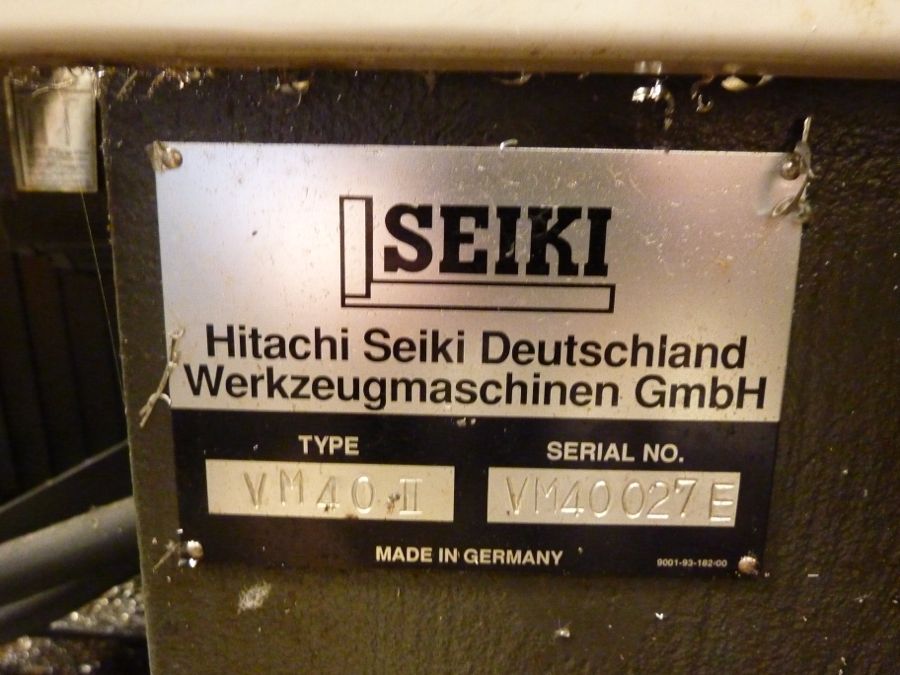 SEIKI
Hitachi Seiki Deutschland
Werkzeugmaschinen GmbH
TYPE
SERIAL NO.
VM40 II
VM40027E
MADE IN GERMANY
9001-93-182-00